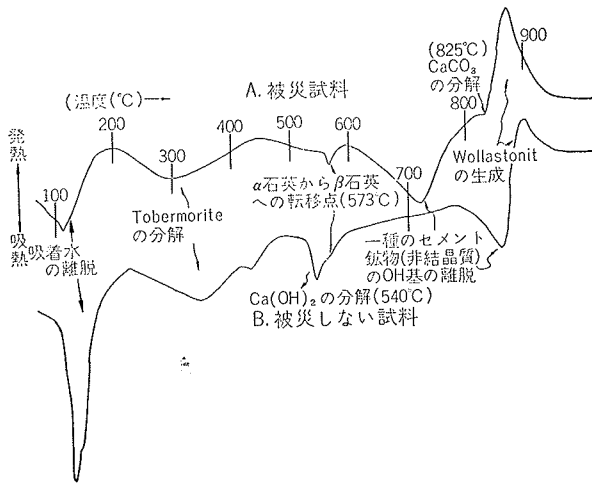 (825°C)
CaCO₃
の分解
900
(温度(°C)→
A. 被災試料
800
発熱
吸熱
200
400
500
600
300
100
700
Wollastonit
の生成
吸着水
の離脱
Tobermorite
の分解
α石英からβ石英
への転移点(573°C)
一種のセメント
鉱物(非結晶質)
のOH基の離脱
Ca(OH)₂の分解(540°C)
B. 被災しない試料